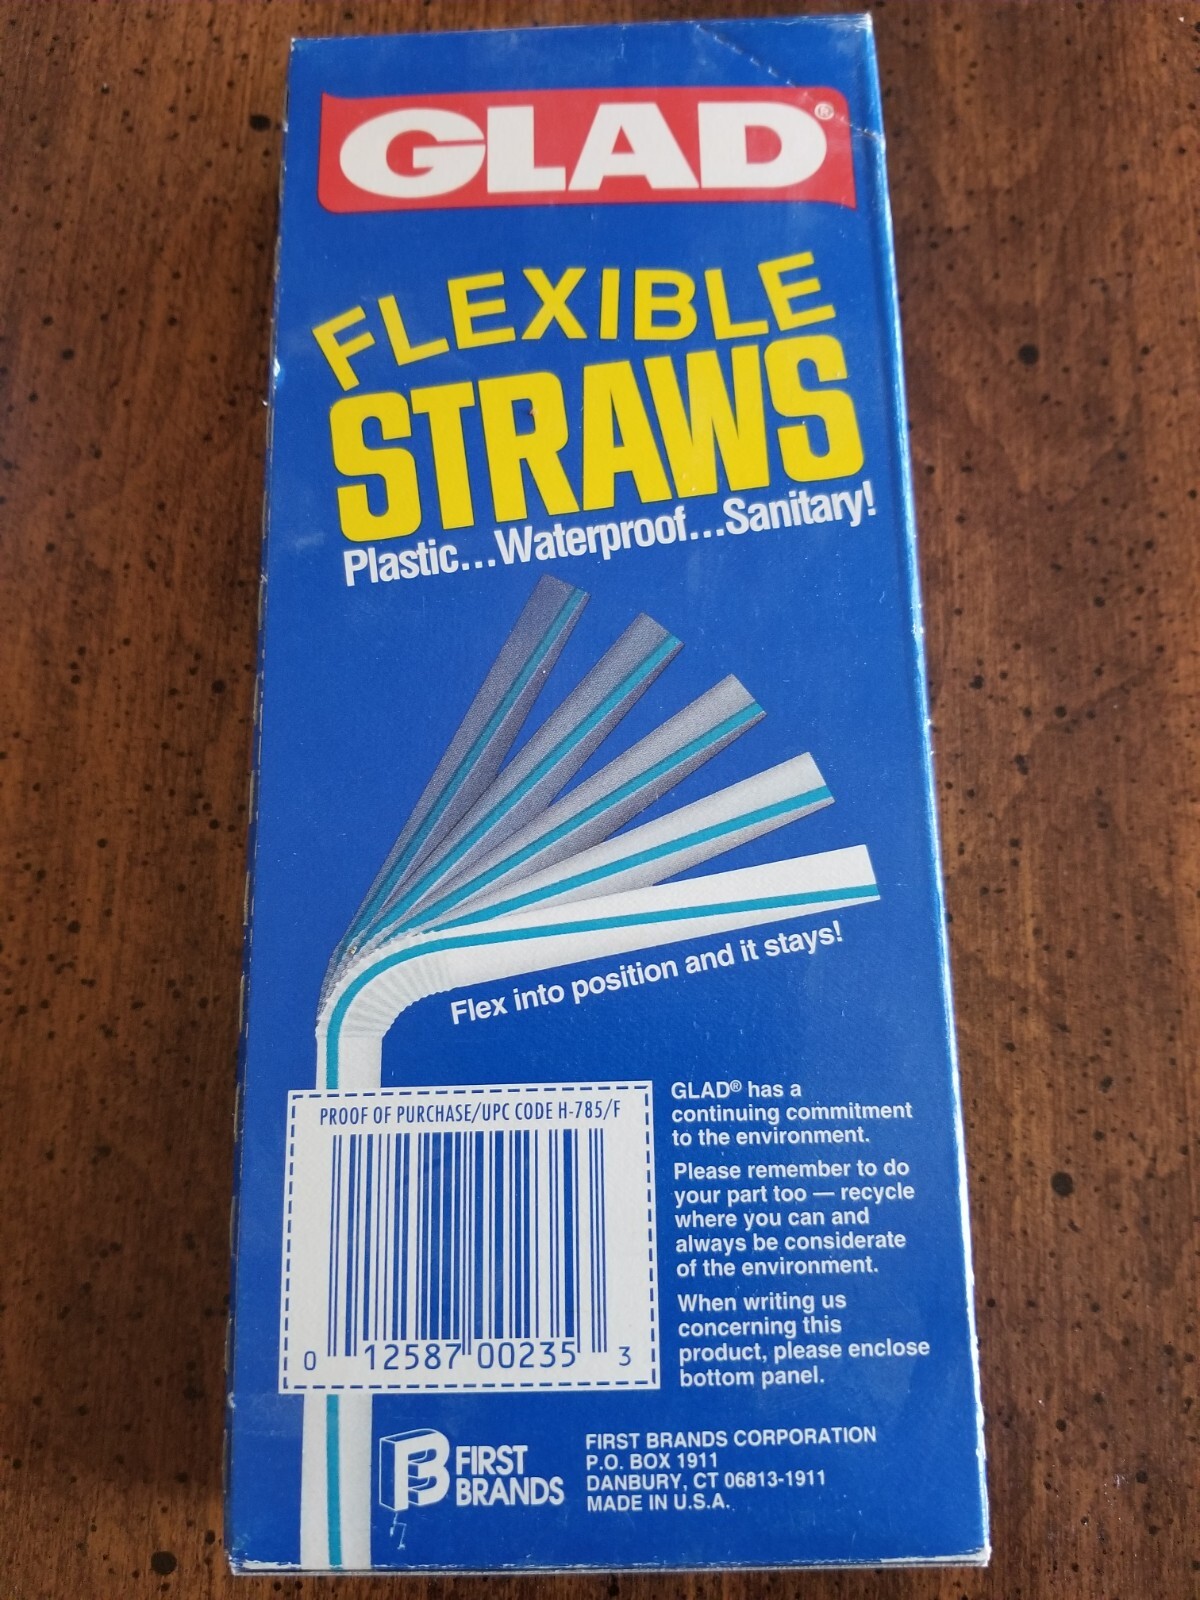 GLAD®
FLEXIBLE
STRAWS
Plastic...Waterproof...Sanitary!
Flex into position and it stays!
PROOF OF PURCHASE/UPC CODE H-785/F
0 12587 00235 3
GLAD® has a
continuing commitment
to the environment.
Please remember to do
your part too — recycle
where you can and
always be considerate
of the environment.
When writing us
concerning this
product, please enclose
bottom panel.
FIRST
BRANDS
FIRST BRANDS CORPORATION
P.O. BOX 1911
DANBURY, CT 06813-1911
MADE IN U.S.A.